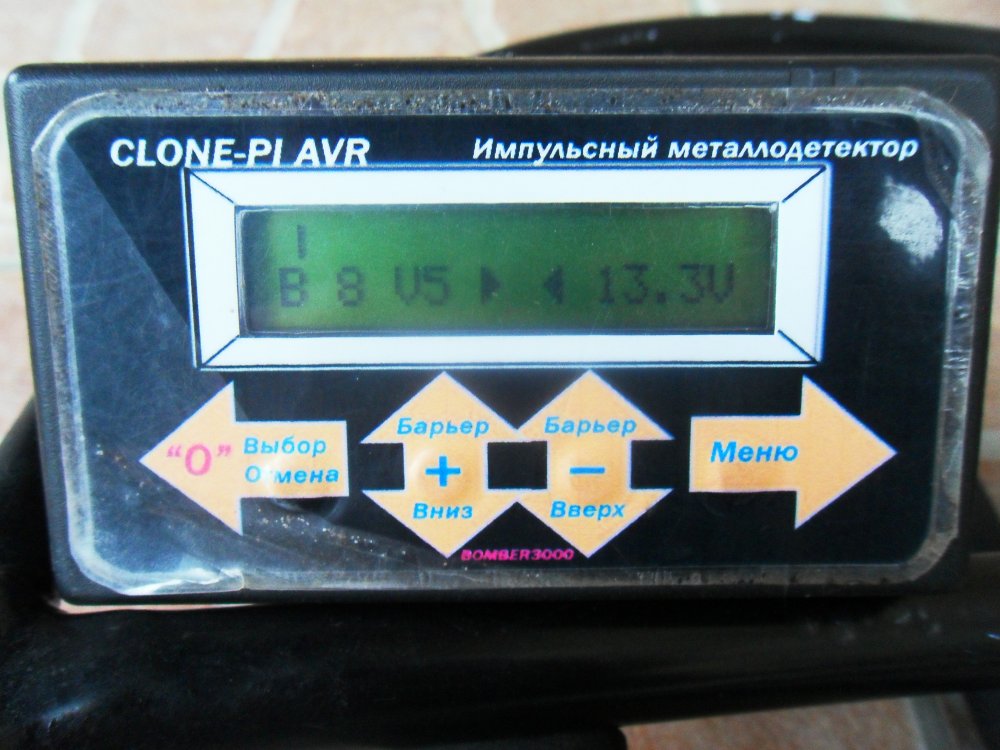 CLONE-PI AVR Импульсный металлодетектор
B 8 V5 ▶ ◀ 13.3V
"0" Выбор
Отмена
Барьер
+
Вниз
Барьер
−
Вверх
Меню
BOMBER3000